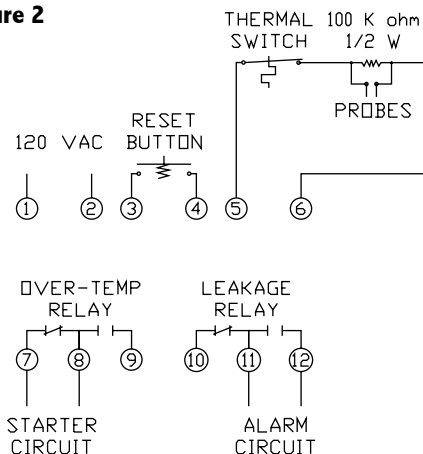 ure 2
THERMAL 100 K ohm
SWITCH 1/2 W
PROBES
RESET
120 VAC BUTTON
1 2 3 4 5 6
OVER-TEMP LEAKAGE
RELAY RELAY
7 8 9 10 11 12
STARTER ALARM
CIRCUIT CIRCUIT